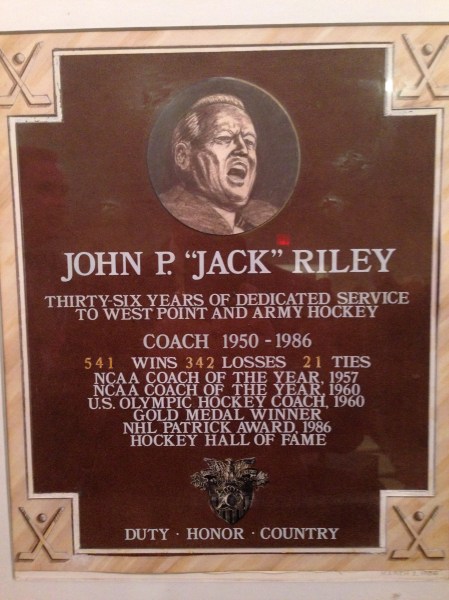 JOHN P. "JACK" RILEY
THIRTY-SIX YEARS OF DEDICATED SERVICE
TO WEST POINT AND ARMY HOCKEY
COACH 1950 - 1986
541 WINS 342 LOSSES 21 TIES
NCAA COACH OF THE YEAR, 1957
NCAA COACH OF THE YEAR, 1960
U.S. OLYMPIC HOCKEY COACH, 1960
GOLD MEDAL WINNER
NHL PATRICK AWARD, 1986
HOCKEY HALL OF FAME
DUTY · HONOR · COUNTRY